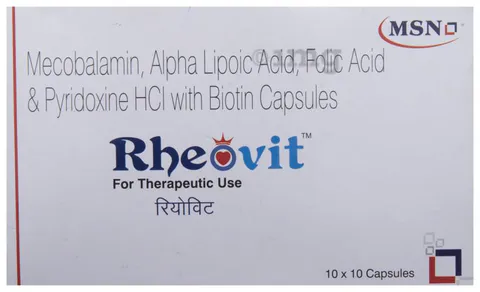 MSN
Mecobalamin, Alpha Lipoic Acid, Folic Acid
& Pyridoxine HCl with Biotin Capsules
Rheovit™
For Therapeutic Use
रियोविट
10 x 10 Capsules